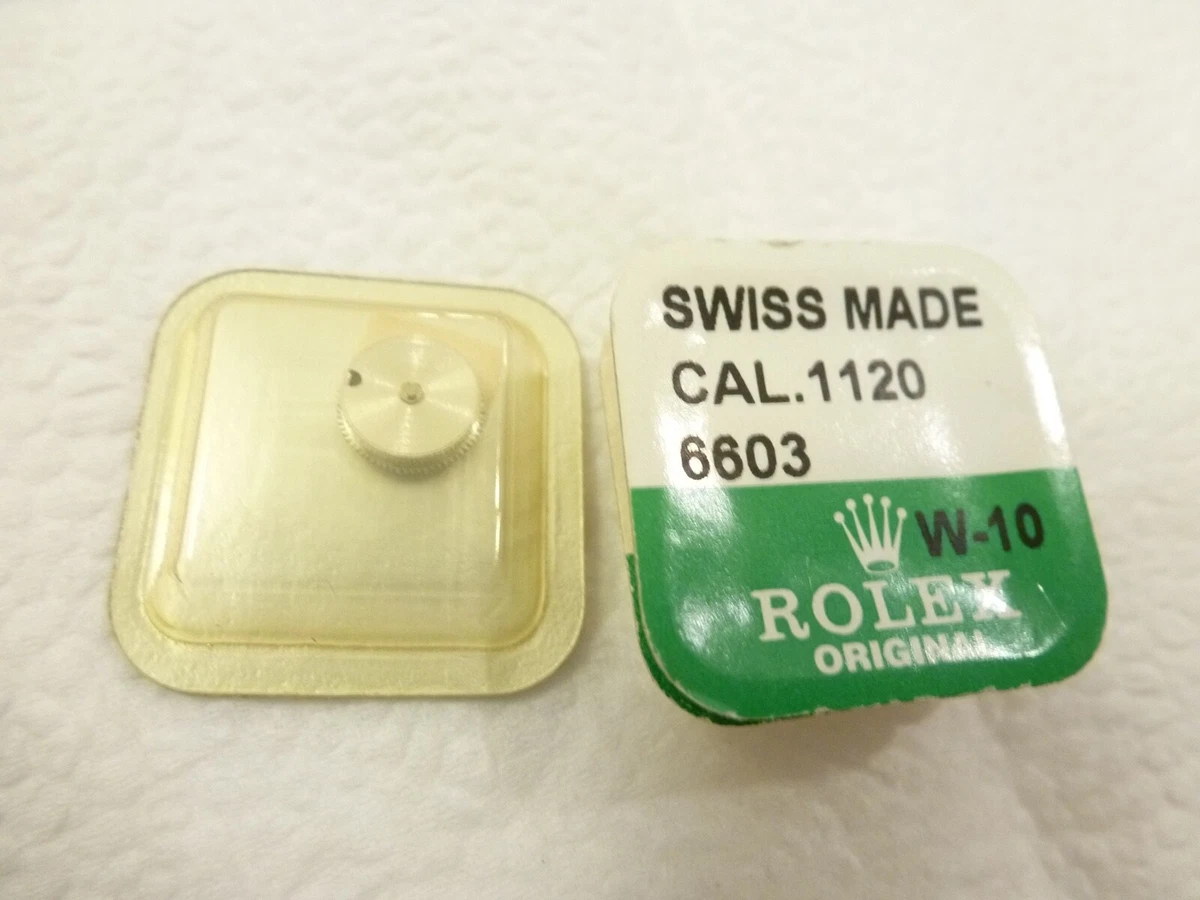 SWISS MADE
CAL.1120
6603
W-10
ROLEX
ORIGINAL